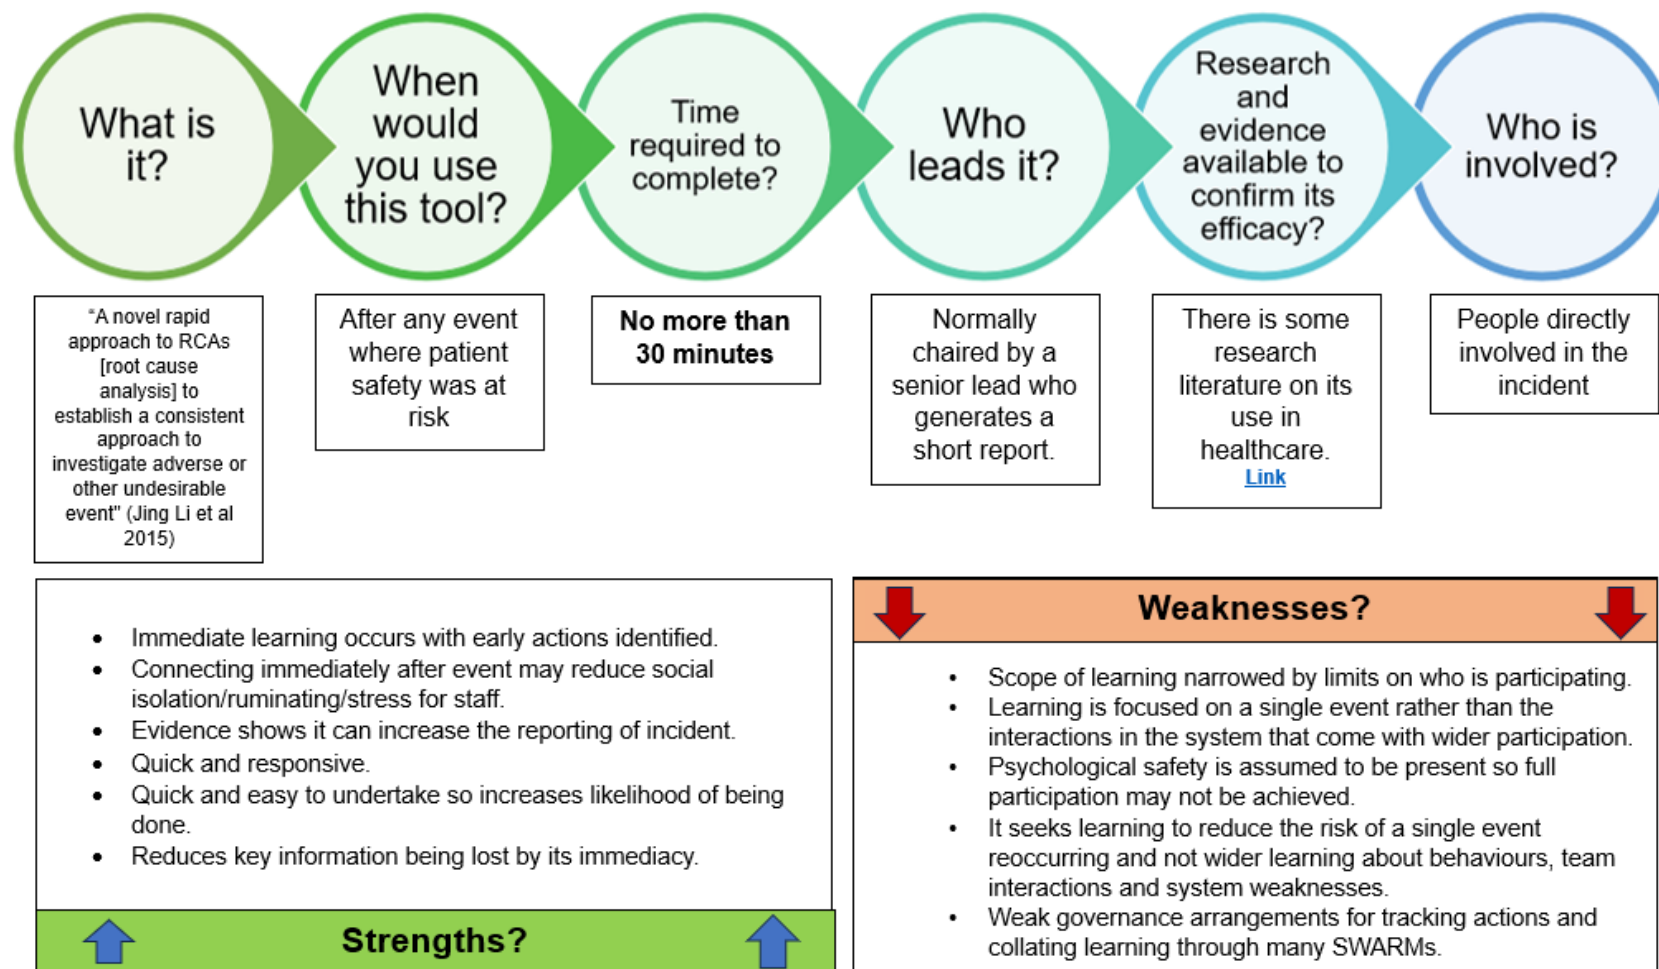 What is
it?
When
would
you use
this tool?
Time
required to
complete?
Who
leads it?
Research
and
evidence
available to
confirm its
efficacy?
Who is
involved?
“A novel rapid
approach to RCAs
[root cause
analysis] to
establish a consistent
approach to
investigate adverse or
other undesirable
event" (Jing Li et al
2015)
After any event
where patient
safety was at
risk
No more than
30 minutes
Normally
chaired by a
senior lead who
generates a
short report.
There is some
research
literature on its
use in
healthcare.
Link
People directly
involved in the
incident
• Immediate learning occurs with early actions identified.
• Connecting immediately after event may reduce social
isolation/ruminating/stress for staff.
• Evidence shows it can increase the reporting of incident.
• Quick and responsive.
• Quick and easy to undertake so increases likelihood of being
done.
• Reduces key information being lost by its immediacy.
Strengths?
Weaknesses?
• Scope of learning narrowed by limits on who is participating.
• Learning is focused on a single event rather than the
interactions in the system that come with wider participation.
• Psychological safety is assumed to be present so full
participation may not be achieved.
• It seeks learning to reduce the risk of a single event
reoccurring and not wider learning about behaviours, team
interactions and system weaknesses.
• Weak governance arrangements for tracking actions and
collating learning through many SWARMs.